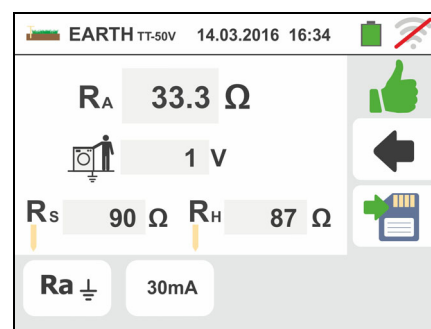 EARTH TT-50V 14.03.2016 16:34
RA 33.3 Ω
1 V
RS 90 Ω RH 87 Ω
Ra 30mA